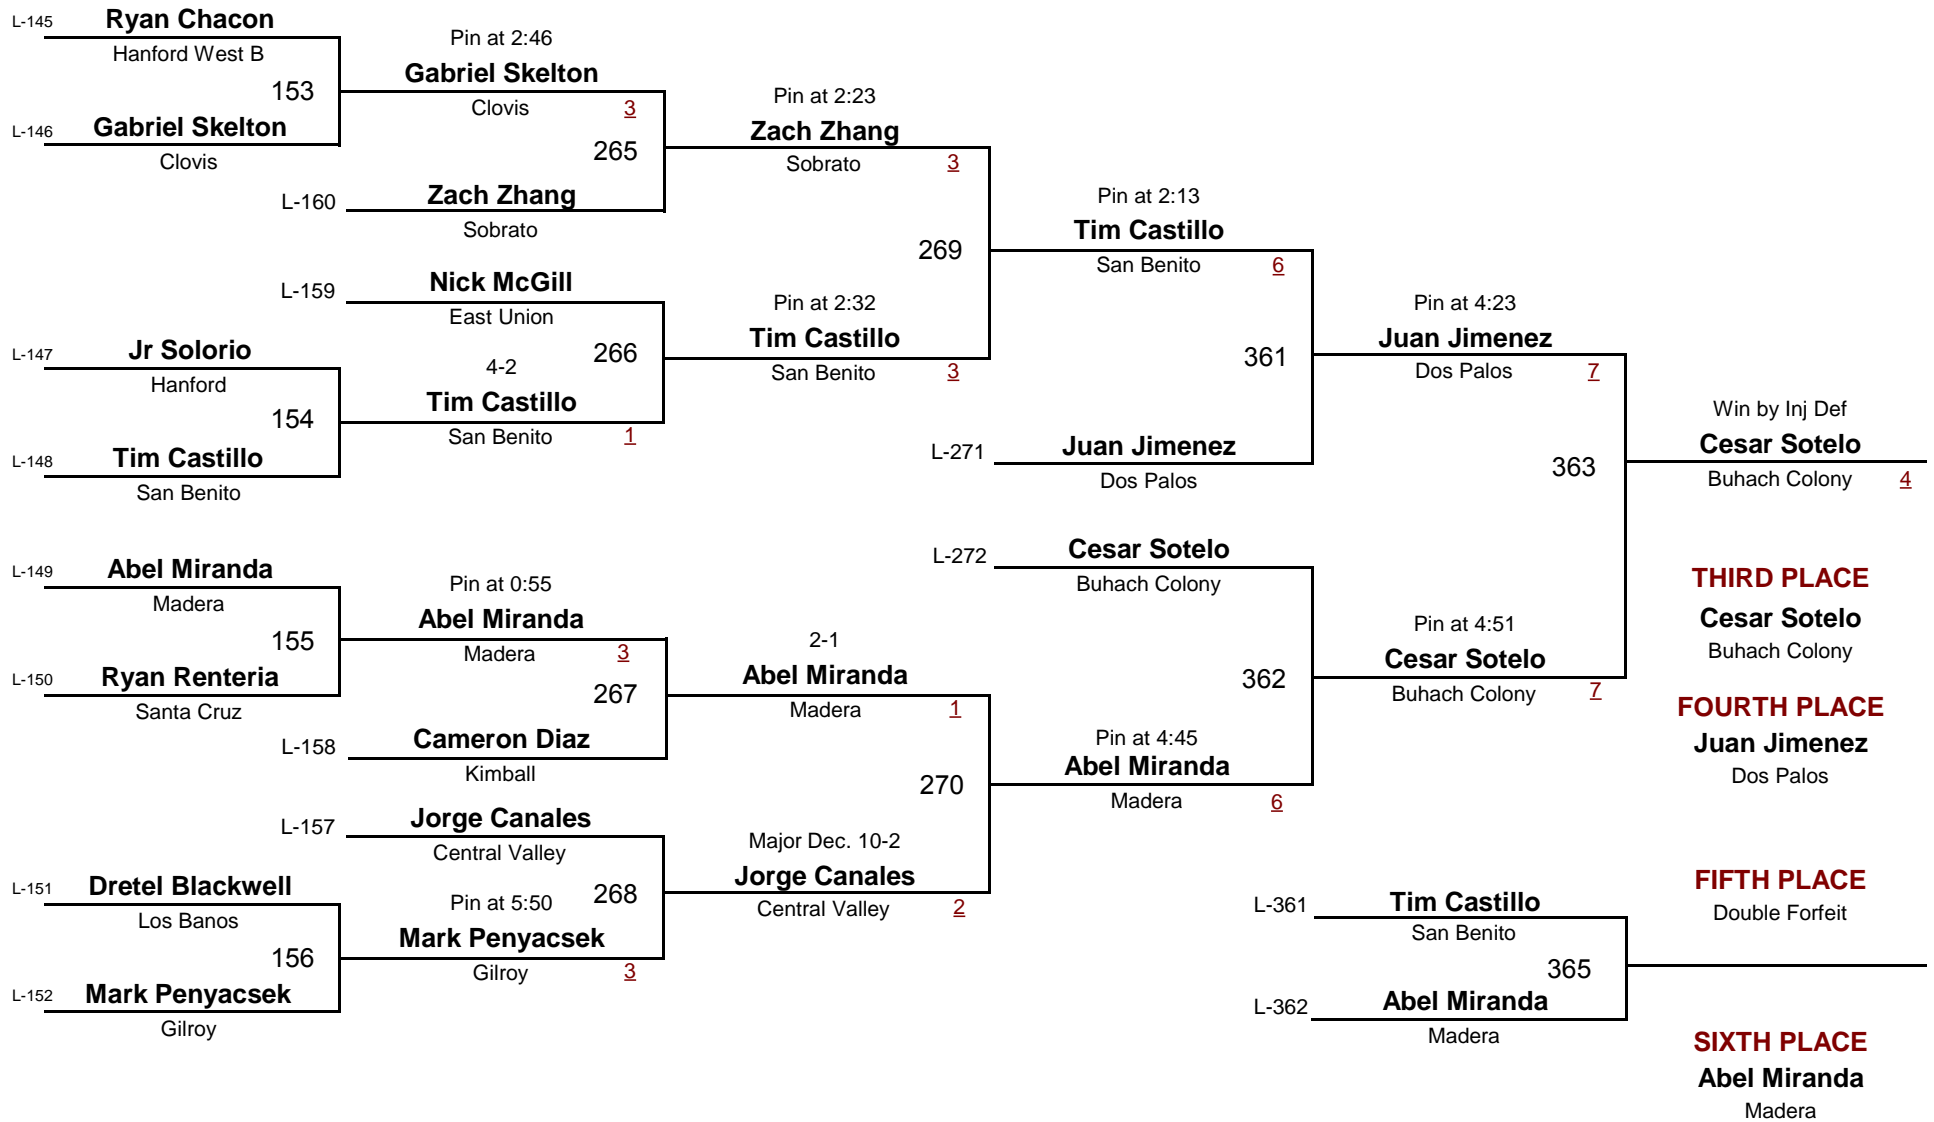 L-145 Ryan Chacon
Hanford West B
153
L-146 Gabriel Skelton
Clovis
L-147 Jr Solorio
Hanford
154
L-148 Tim Castillo
San Benito
L-149 Abel Miranda
Madera
155
L-150 Ryan Renteria
Santa Cruz
L-151 Dretel Blackwell
Los Banos
156
L-152 Mark Penyacsek
Gilroy
Pin at 2:46
Gabriel Skelton
Clovis 3
265
L-160 Zach Zhang
Sobrato
L-159 Nick McGill
East Union
266
4-2
Tim Castillo
San Benito 1
Pin at 0:55
Abel Miranda
Madera 3
267
L-158 Cameron Diaz
Kimball
L-157 Jorge Canales
Central Valley
268
Pin at 5:50
Mark Penyacsek
Gilroy 3
Pin at 2:23
Zach Zhang
Sobrato 3
269
Pin at 2:32
Tim Castillo
San Benito 3
2-1
Abel Miranda
Madera 1
270
Major Dec. 10-2
Jorge Canales
Central Valley 2
Pin at 2:13
Tim Castillo
San Benito 6
361
L-271 Juan Jimenez
Dos Palos
L-272 Cesar Sotelo
Buhach Colony
362
Pin at 4:45
Abel Miranda
Madera 6
Pin at 4:23
Juan Jimenez
Dos Palos 7
363
Pin at 4:51
Cesar Sotelo
Buhach Colony 7
Win by Inj Def
Cesar Sotelo
Buhach Colony 4
THIRD PLACE
Cesar Sotelo
Buhach Colony
FOURTH PLACE
Juan Jimenez
Dos Palos
L-361 Tim Castillo
San Benito
365
L-362 Abel Miranda
Madera
FIFTH PLACE
Double Forfeit
SIXTH PLACE
Abel Miranda
Madera